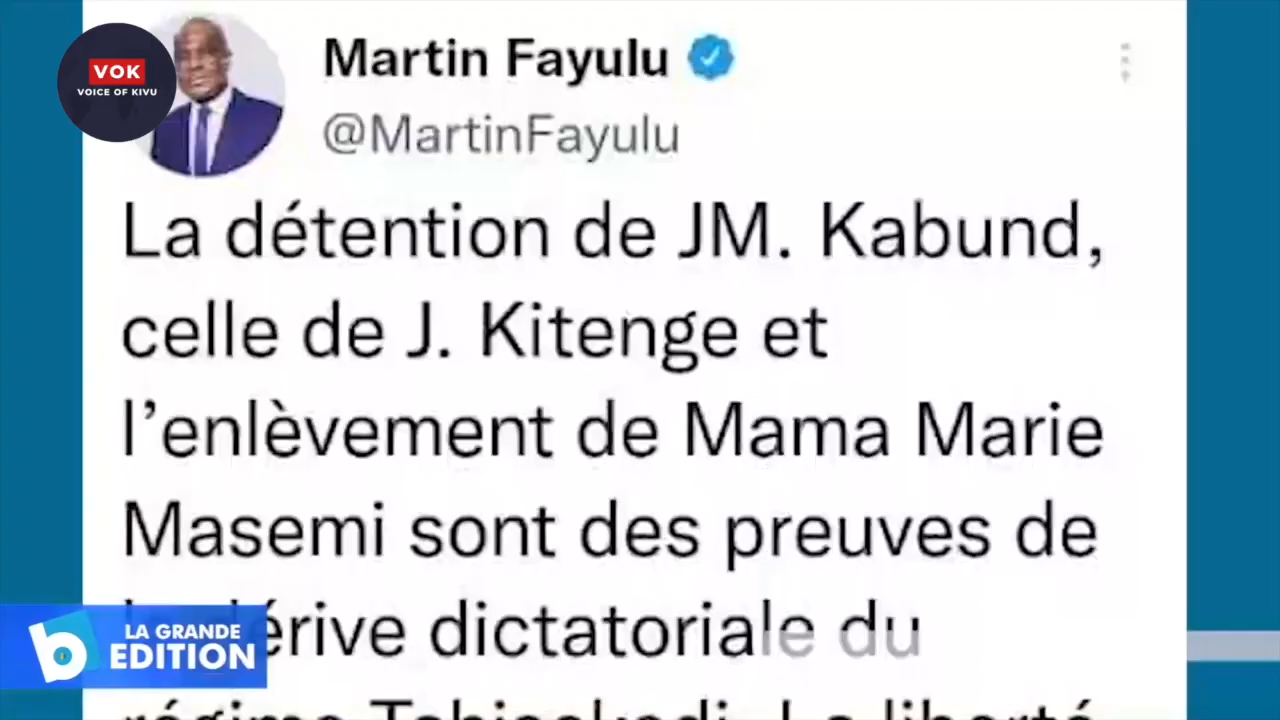 VOK
VOICE OF KIVU
Martin Fayulu
@MartinFayulu
La détention de JM. Kabund,
celle de J. Kitenge et
l’enlèvement de Mama Marie
Masemi sont des preuves de
dictatoriale du
LA GRANDE
EDITION